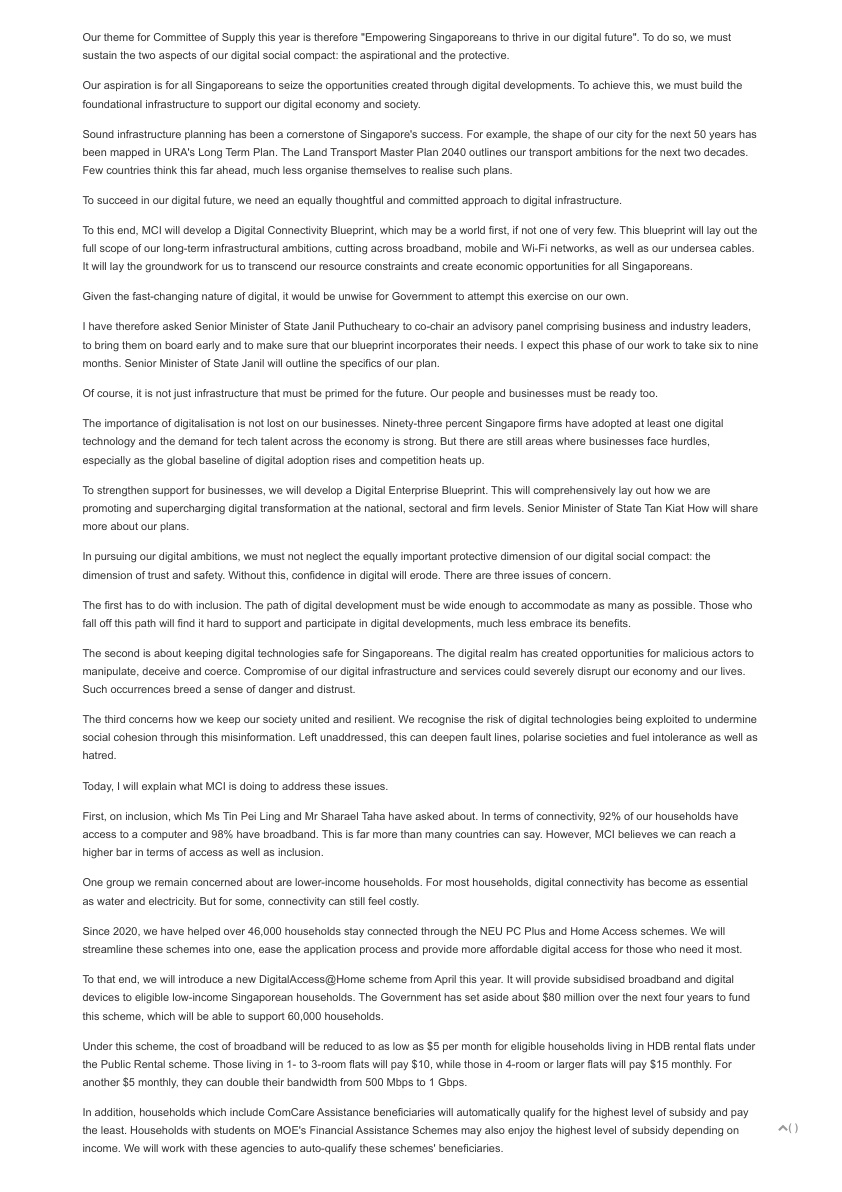 Our theme for Committee of Supply this year is therefore "Empowering Singaporeans to thrive in our digital future". To do so, we must
sustain the two aspects of our digital social compact: the aspirational and the protective.
Our aspiration is for all Singaporeans to seize the opportunities created through digital developments. To achieve this, we must build the
foundational infrastructure to support our digital economy and society.
Sound infrastructure planning has been a cornerstone of Singapore's success. For example, the shape of our city for the next 50 years has
been mapped in URA's Long Term Plan. The Land Transport Master Plan 2040 outlines our transport ambitions for the next two decades.
Few countries think this far ahead, much less organise themselves to realise such plans.
To succeed in our digital future, we need an equally thoughtful and committed approach to digital infrastructure.
To this end, MCI will develop a Digital Connectivity Blueprint, which may be a world first, if not one of very few. This blueprint will lay out the
full scope of our long-term infrastructural ambitions, cutting across broadband, mobile and Wi-Fi networks, as well as our undersea cables.
It will lay the groundwork for us to transcend our resource constraints and create economic opportunities for all Singaporeans.
Given the fast-changing nature of digital, it would be unwise for Government to attempt this exercise on our own.
I have therefore asked Senior Minister of State Janil Puthucheary to co-chair an advisory panel comprising business and industry leaders,
to bring them on board early and to make sure that our blueprint incorporates their needs. I expect this phase of our work to take six to nine
months. Senior Minister of State Janil will outline the specifics of our plan.
Of course, it is not just infrastructure that must be primed for the future. Our people and businesses must be ready too.
The importance of digitalisation is not lost on our businesses. Ninety-three percent Singapore firms have adopted at least one digital
technology and the demand for tech talent across the economy is strong. But there are still areas where businesses face hurdles,
especially as the global baseline of digital adoption rises and competition heats up.
To strengthen support for businesses, we will develop a Digital Enterprise Blueprint. This will comprehensively lay out how we are
promoting and supercharging digital transformation at the national, sectoral and firm levels. Senior Minister of State Tan Kiat How will share
more about our plans.
In pursuing our digital ambitions, we must not neglect the equally important protective dimension of our digital social compact: the
dimension of trust and safety. Without this, confidence in digital will erode. There are three issues of concern.
The first has to do with inclusion. The path of digital development must be wide enough to accommodate as many as possible. Those who
fall off this path will find it hard to support and participate in digital developments, much less embrace its benefits.
The second is about keeping digital technologies safe for Singaporeans. The digital realm has created opportunities for malicious actors to
manipulate, deceive and coerce. Compromise of our digital infrastructure and services could severely disrupt our economy and our lives.
Such occurrences breed a sense of danger and distrust.
The third concerns how we keep our society united and resilient. We recognise the risk of digital technologies being exploited to undermine
social cohesion through this misinformation. Left unaddressed, this can deepen fault lines, polarise societies and fuel intolerance as well as
hatred.
Today, I will explain what MCI is doing to address these issues.
First, on inclusion, which Ms Tin Pei Ling and Mr Sharael Taha have asked about. In terms of connectivity, 92% of our households have
access to a computer and 98% have broadband. This is far more than many countries can say. However, MCI believes we can reach a
higher bar in terms of access as well as inclusion.
One group we remain concerned about are lower-income households. For most households, digital connectivity has become as essential
as water and electricity. But for some, connectivity can still feel costly.
Since 2020, we have helped over 46,000 households stay connected through the NEU PC Plus and Home Access schemes. We will
streamline these schemes into one, ease the application process and provide more affordable digital access for those who need it most.
To that end, we will introduce a new DigitalAccess@Home scheme from April this year. It will provide subsidised broadband and digital
devices to eligible low-income Singaporean households. The Government has set aside about $80 million over the next four years to fund
this scheme, which will be able to support 60,000 households.
Under this scheme, the cost of broadband will be reduced to as low as $5 per month for eligible households living in HDB rental flats under
the Public Rental scheme. Those living in 1- to 3-room flats will pay $10, while those in 4-room or larger flats will pay $15 monthly. For
another $5 monthly, they can double their bandwidth from 500 Mbps to 1 Gbps.
In addition, households which include ComCare Assistance beneficiaries will automatically qualify for the highest level of subsidy and pay
the least. Households with students on MOE's Financial Assistance Schemes may also enjoy the highest level of subsidy depending on
income. We will work with these agencies to auto-qualify these schemes' beneficiaries.
( )